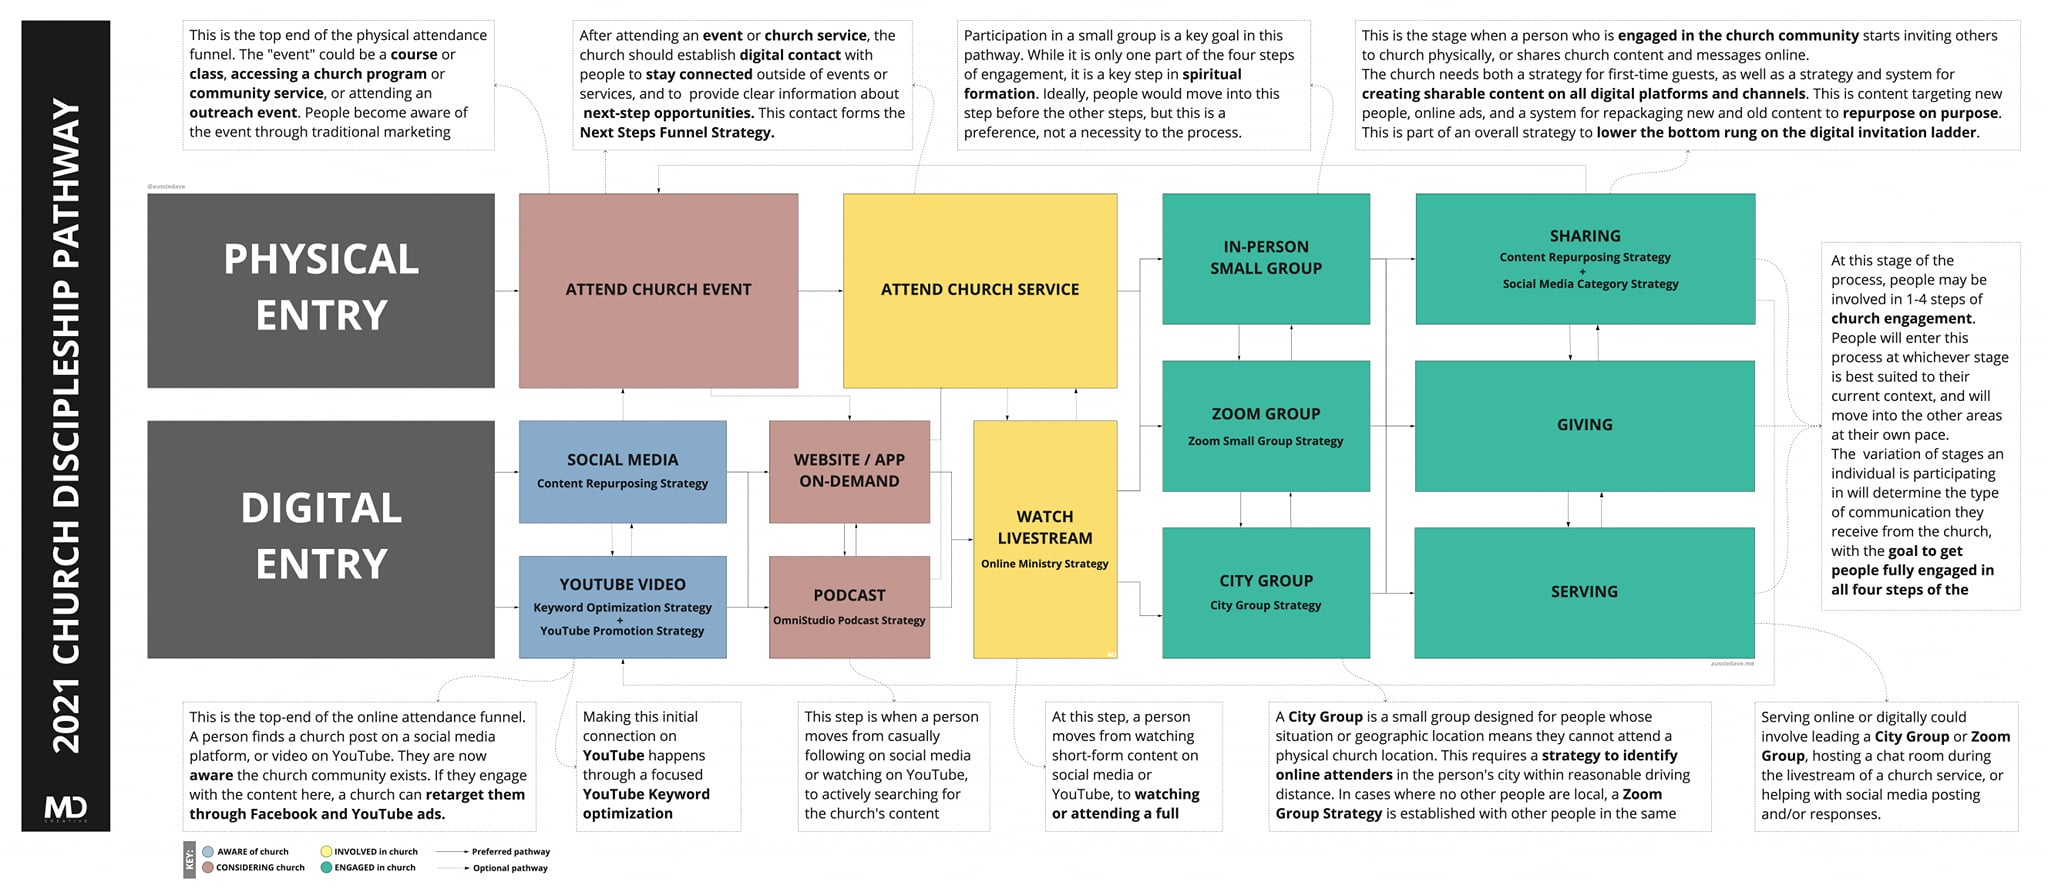 2021 CHURCH DISCIPLESHIP PATHWAY
MD
CREATIVE
This is the top end of the physical attendance
funnel. The "event" could be a course or
class, accessing a church program or
community service, or attending an
outreach event. People become aware of
the event through traditional marketing
After attending an event or church service, the
church should establish digital contact with
people to stay connected outside of events or
services, and to provide clear information about
next-step opportunities. This contact forms the
Next Steps Funnel Strategy.
Participation in a small group is a key goal in this
pathway. While it is only one part of the four steps
of engagement, it is a key step in spiritual
formation. Ideally, people would move into this
step before the other steps, but this is a
preference, not a necessity to the process.
This is the stage when a person who is engaged in the church community starts inviting others
to church physically, or shares church content and messages online.
The church needs both a strategy for first-time guests, as well as a strategy and system for
creating sharable content on all digital platforms and channels. This is content targeting new
people, online ads, and a system for repackaging new and old content to repurpose on purpose.
This is part of an overall strategy to lower the bottom rung on the digital invitation ladder.
©aussiedave
PHYSICAL
ENTRY
ATTEND CHURCH EVENT
ATTEND CHURCH SERVICE
IN-PERSON
SMALL GROUP
SHARING
Content Repurposing Strategy
+
Social Media Category Strategy
DIGITAL
ENTRY
SOCIAL MEDIA
Content Repurposing Strategy
YOUTUBE VIDEO
Keyword Optimization Strategy
+
YouTube Promotion Strategy
WEBSITE / APP
ON-DEMAND
PODCAST
OmniStudio Podcast Strategy
WATCH
LIVESTREAM
Online Ministry Strategy
MD
ZOOM GROUP
Zoom Small Group Strategy
CITY GROUP
City Group Strategy
GIVING
SERVING
aussiedave.me
At this stage of the
process, people may be
involved in 1-4 steps of
church engagement.
People will enter this
process at whichever stage
is best suited to their
current context, and will
move into the other areas
at their own pace.
The variation of stages an
individual is participating
in will determine the type
of communication they
receive from the church,
with the goal to get
people fully engaged in
all four steps of the
This is the top-end of the online attendance funnel.
A person finds a church post on a social media
platform, or video on YouTube. They are now
aware the church community exists. If they engage
with the content here, a church can retarget them
through Facebook and YouTube ads.
Making this initial
connection on
YouTube happens
through a focused
YouTube Keyword
optimization
This step is when a person
moves from casually
following on social media
or watching on YouTube,
to actively searching for
the church's content
At this step, a person
moves from watching
short-form content on
social media or
YouTube, to watching
or attending a full
A City Group is a small group designed for people whose
situation or geographic location means they cannot attend a
physical church location. This requires a strategy to identify
online attenders in the person's city within reasonable driving
distance. In cases where no other people are local, a Zoom
Group Strategy is established with other people in the same
Serving online or digitally could
involve leading a City Group or Zoom
Group, hosting a chat room during
the livestream of a church service, or
helping with social media posting
and/or responses.
KEY:
AWARE of church
INVOLVED in church
Preferred pathway
CONSIDERING church
ENGAGED in church
Optional pathway